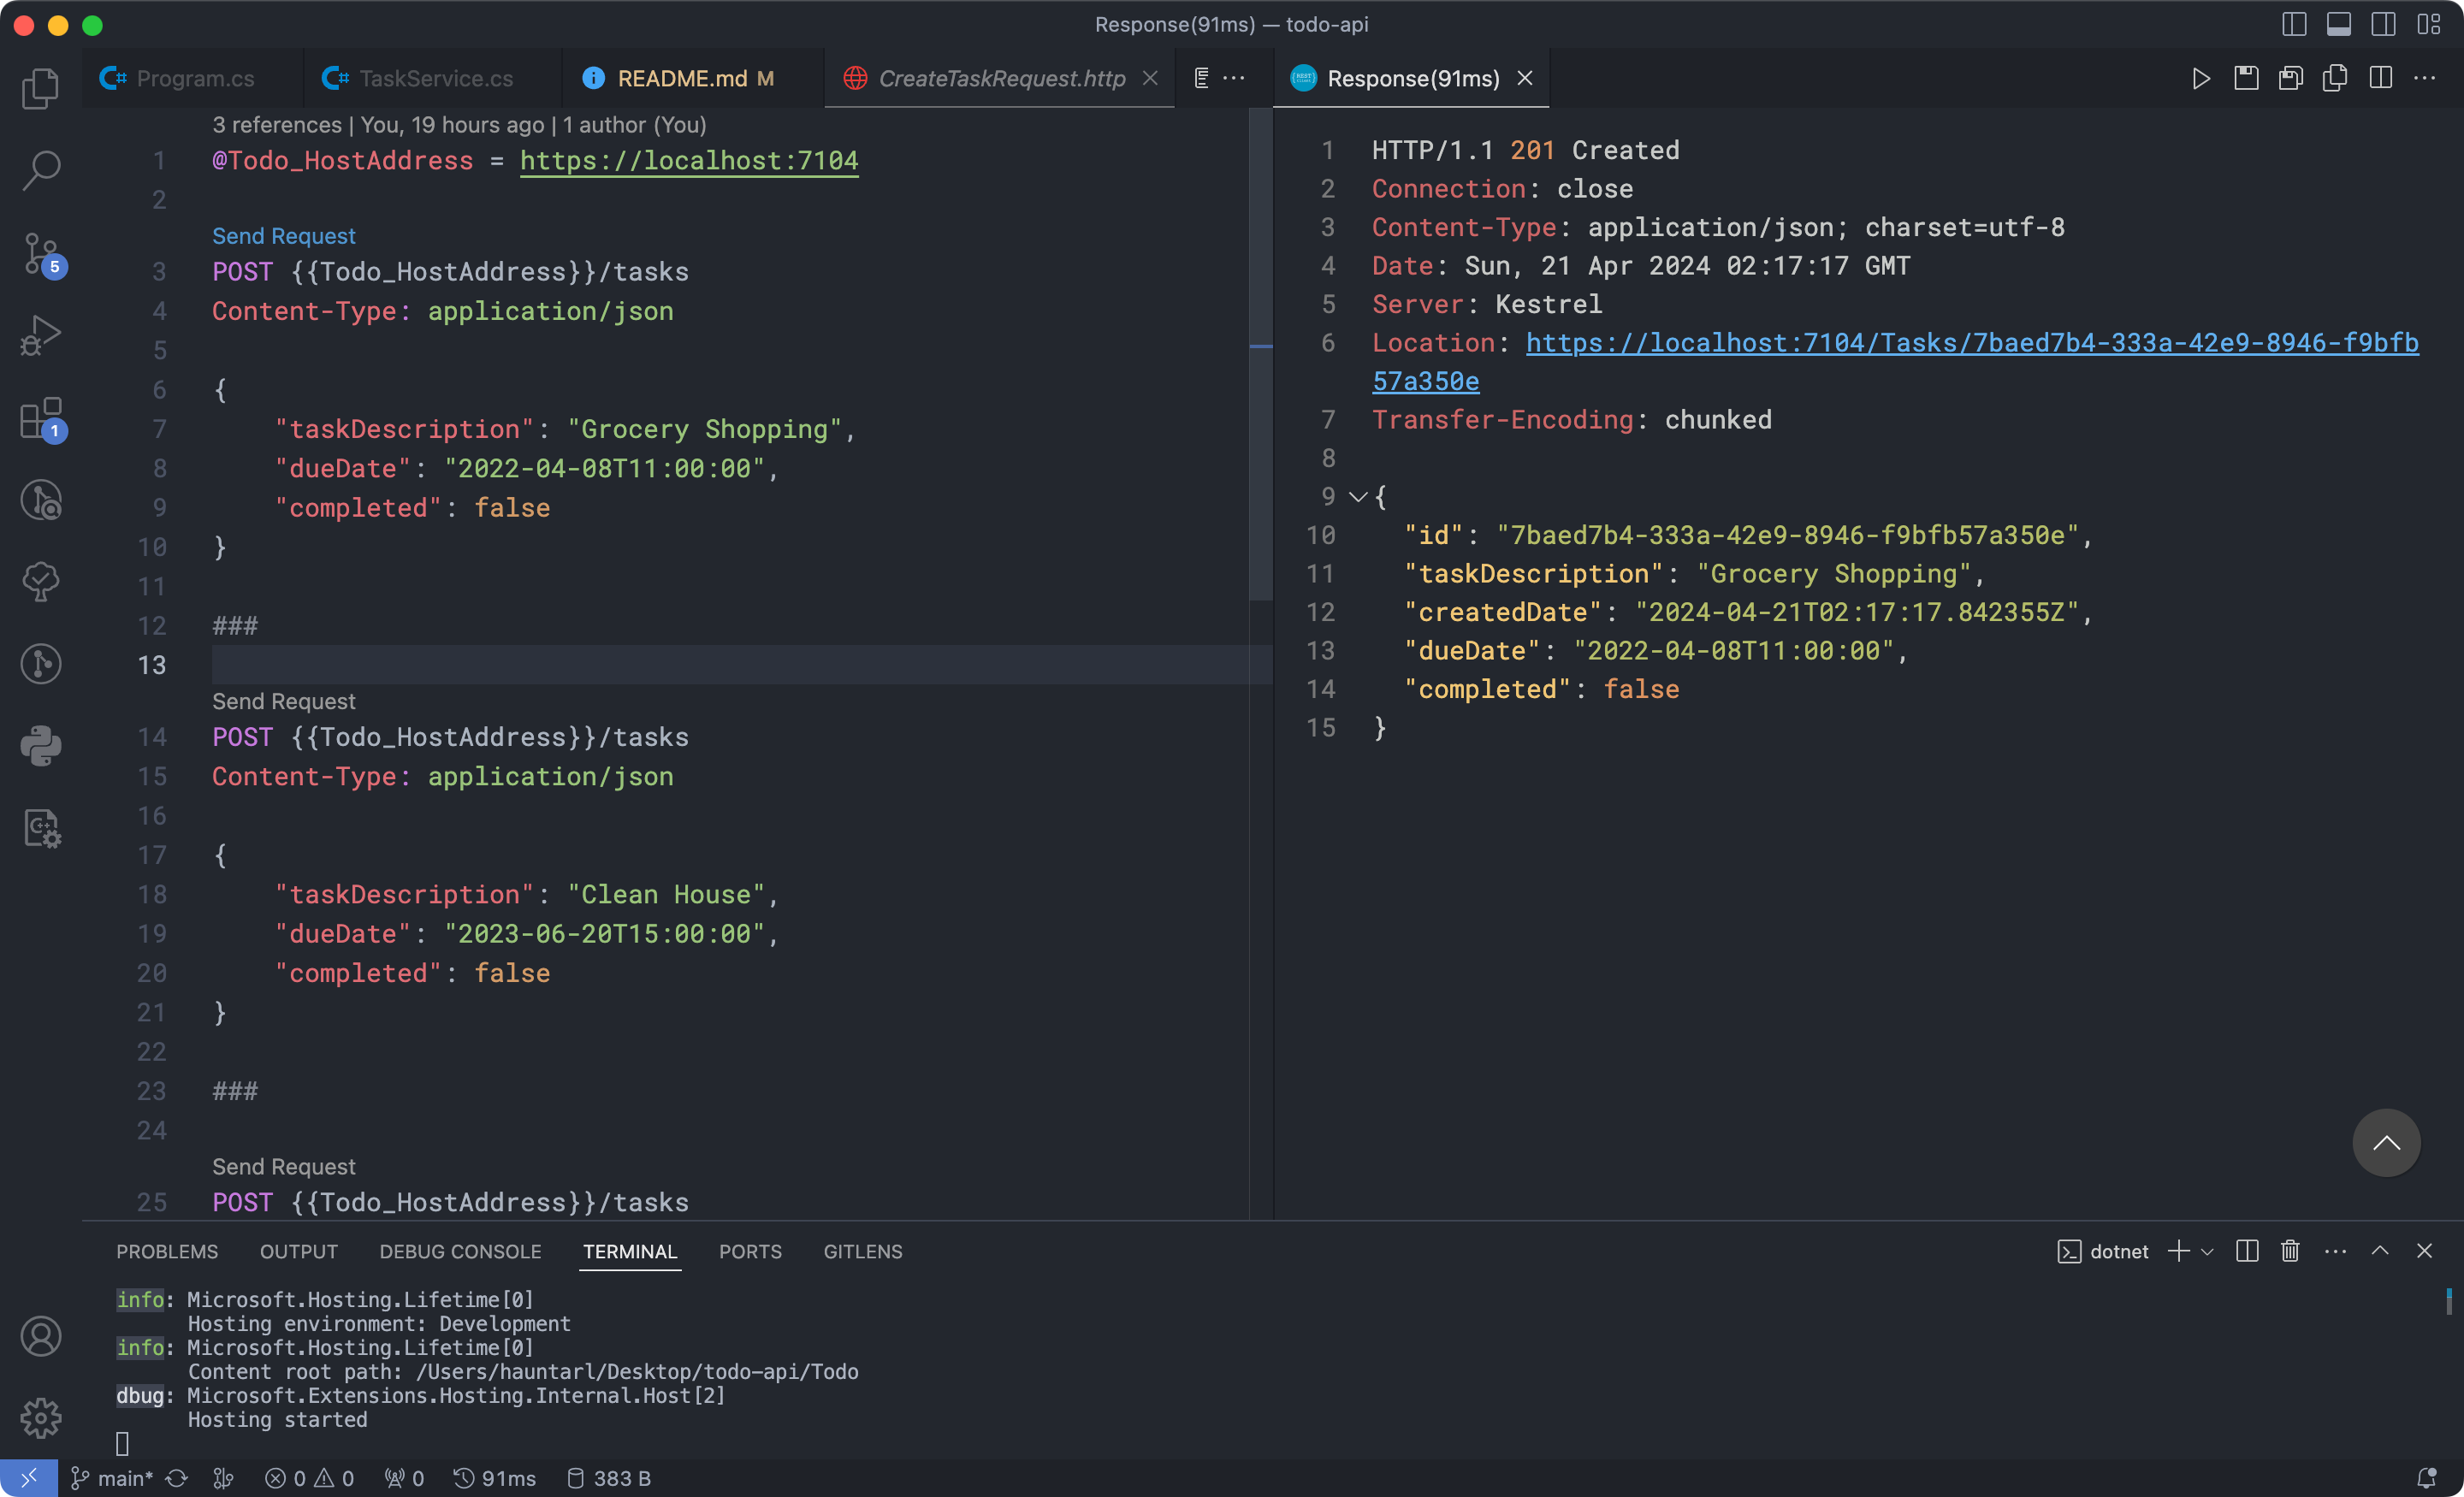 Response(91ms) — todo-api
Program.cs
TaskService.cs
README.md M
CreateTaskRequest.http
Response(91ms)
3 references | You, 19 hours ago | 1 author (You)
1 @Todo_HostAddress = https://localhost:7104
2
Send Request
3 POST {{Todo_HostAddress}}/tasks
4 Content-Type: application/json
5
6 {
7 "taskDescription": "Grocery Shopping",
8 "dueDate": "2022-04-08T11:00:00",
9 "completed": false
10 }
11
12 ###
13
Send Request
14 POST {{Todo_HostAddress}}/tasks
15 Content-Type: application/json
16
17 {
18 "taskDescription": "Clean House",
19 "dueDate": "2023-06-20T15:00:00",
20 "completed": false
21 }
22
23 ###
24
Send Request
25 POST {{Todo_HostAddress}}/tasks
1 HTTP/1.1 201 Created
2 Connection: close
3 Content-Type: application/json; charset=utf-8
4 Date: Sun, 21 Apr 2024 02:17:17 GMT
5 Server: Kestrel
6 Location: https://localhost:7104/Tasks/7baed7b4-333a-42e9-8946-f9bfb
57a350e
7 Transfer-Encoding: chunked
8
9 {
10 "id": "7baed7b4-333a-42e9-8946-f9bfb57a350e",
11 "taskDescription": "Grocery Shopping",
12 "createdDate": "2024-04-21T02:17:17.842355Z",
13 "dueDate": "2022-04-08T11:00:00",
14 "completed": false
15 }
5
1
PROBLEMS OUTPUT DEBUG CONSOLE TERMINAL PORTS GITLENS
dotnet
info: Microsoft.Hosting.Lifetime[0]
Hosting environment: Development
info: Microsoft.Hosting.Lifetime[0]
Content root path: /Users/hauntarl/Desktop/todo-api/Todo
dbug: Microsoft.Extensions.Hosting.Internal.Host[2]
Hosting started
main* 0 0 0 91ms 383 B